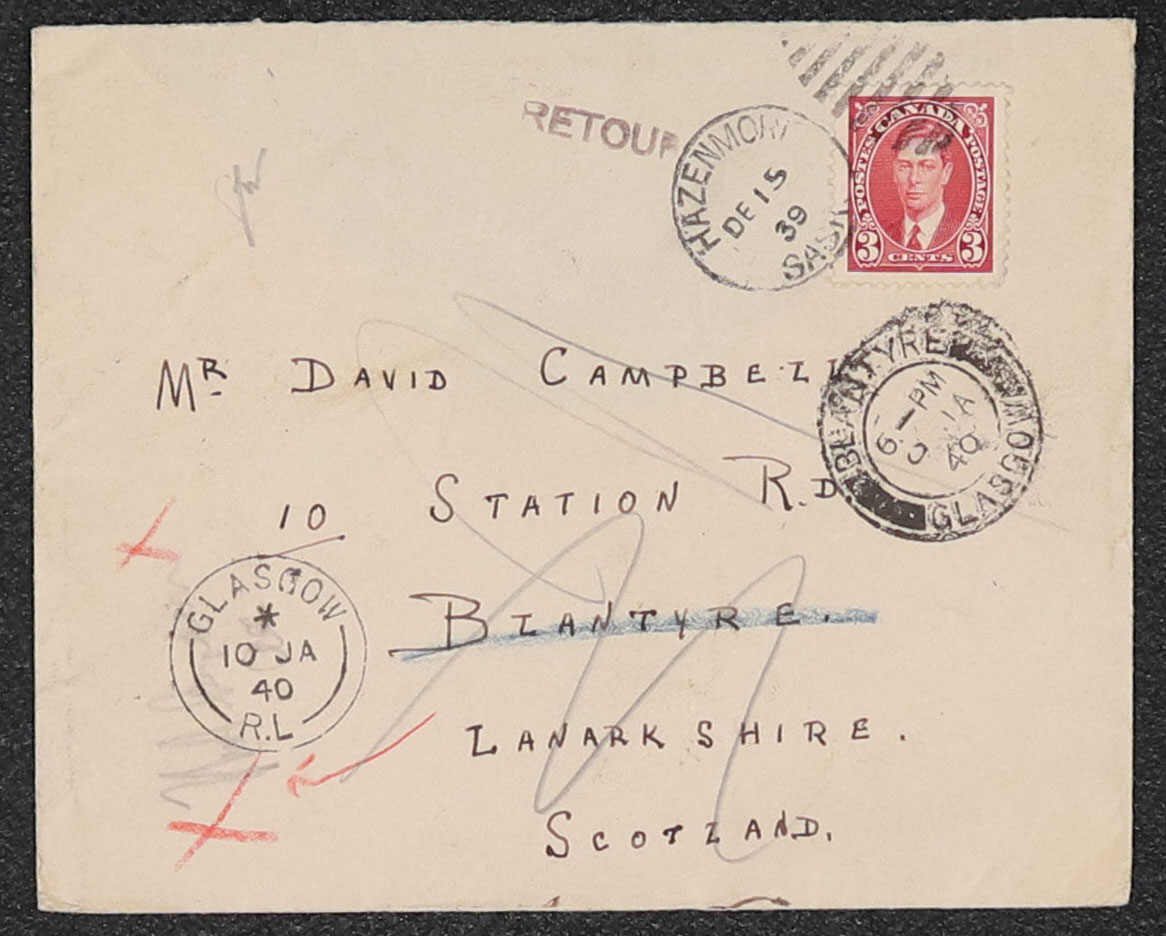 RETOUR
HAZENMOR
DE 15
39
SASK
POSTES CANADA POSTAGE
3 CENTS 3
BLANTYRE
6 - PM
JA
40
GLASGOW
MR DAVID CAMPBELL
10 STATION RD
BLANTYRE.
LANARKSHIRE.
SCOTLAND.
GLASGOW
*
10 JA
40
R.L